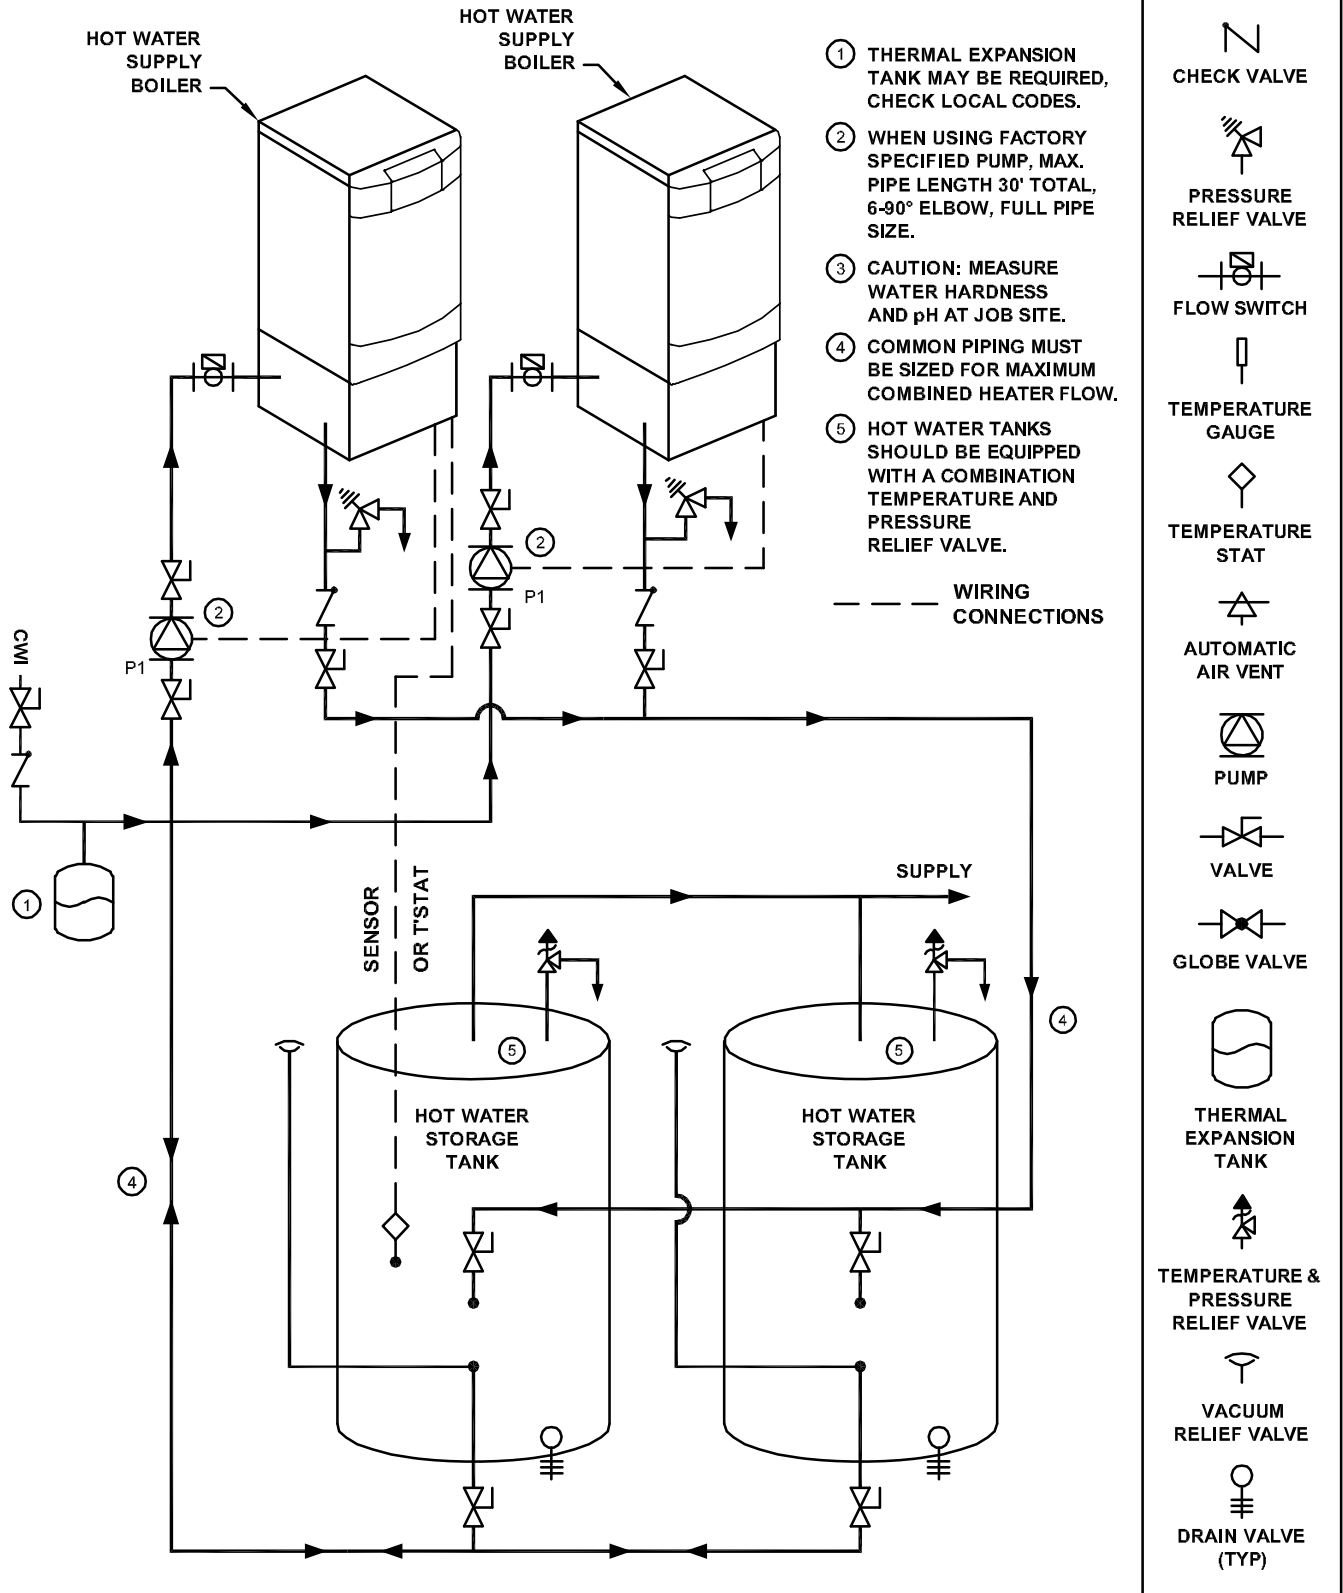 HOT WATER
SUPPLY
BOILER
HOT WATER
SUPPLY
BOILER
1 THERMAL EXPANSION
TANK MAY BE REQUIRED,
CHECK LOCAL CODES.
2 WHEN USING FACTORY
SPECIFIED PUMP, MAX.
PIPE LENGTH 30' TOTAL,
6-90° ELBOW, FULL PIPE
SIZE.
3 CAUTION: MEASURE
WATER HARDNESS
AND pH AT JOB SITE.
4 COMMON PIPING MUST
BE SIZED FOR MAXIMUM
COMBINED HEATER FLOW.
5 HOT WATER TANKS
SHOULD BE EQUIPPED
WITH A COMBINATION
TEMPERATURE AND
PRESSURE
RELIEF VALVE.
WIRING
CONNECTIONS
2
P1
2
P1
CWI
1
SENSOR
OR T'STAT
SUPPLY
4
5
5
HOT WATER
STORAGE
TANK
HOT WATER
STORAGE
TANK
4
CHECK VALVE
PRESSURE
RELIEF VALVE
FLOW SWITCH
TEMPERATURE
GAUGE
TEMPERATURE
STAT
AUTOMATIC
AIR VENT
PUMP
VALVE
GLOBE VALVE
THERMAL
EXPANSION
TANK
TEMPERATURE &
PRESSURE
RELIEF VALVE
VACUUM
RELIEF VALVE
DRAIN VALVE
(TYP)